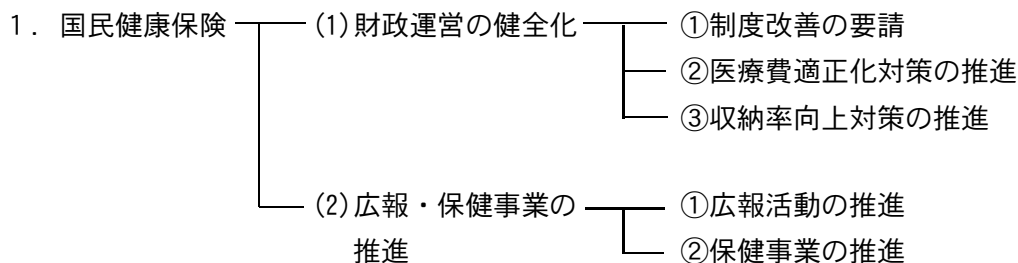 1．国民健康保険 (1)財政運営の健全化 ①制度改善の要請
②医療費適正化対策の推進
③収納率向上対策の推進
(2)広報・保健事業の ①広報活動の推進
推進 ②保健事業の推進